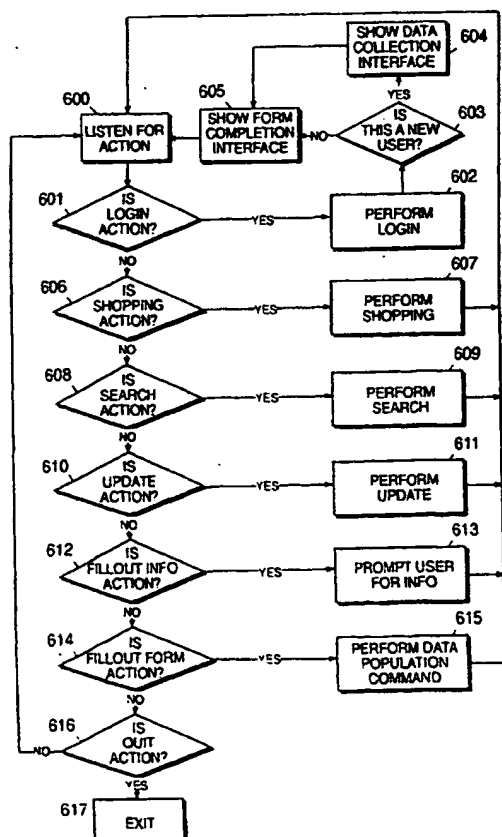 SHOW DATA
COLLECTION
INTERFACE
604
600
LISTEN FOR
ACTION
605
SHOW FORM
COMPLETION
INTERFACE
YES
NO
IS
THIS A NEW
USER?
603
601
IS
LOGIN
ACTION?
YES
602
PERFORM
LOGIN
NO
606
IS
SHOPPING
ACTION?
YES
607
PERFORM
SHOPPING
NO
608
IS
SEARCH
ACTION?
YES
609
PERFORM
SEARCH
NO
610
IS
UPDATE
ACTION?
YES
611
PERFORM
UPDATE
NO
612
IS
FILLOUT INFO
ACTION?
YES
613
PROMPT USER
FOR INFO
NO
614
IS
FILLOUT FORM
ACTION?
YES
615
PERFORM DATA
POPULATION
COMMAND
NO
616
IS
QUIT
ACTION?
NO
YES
617
EXIT